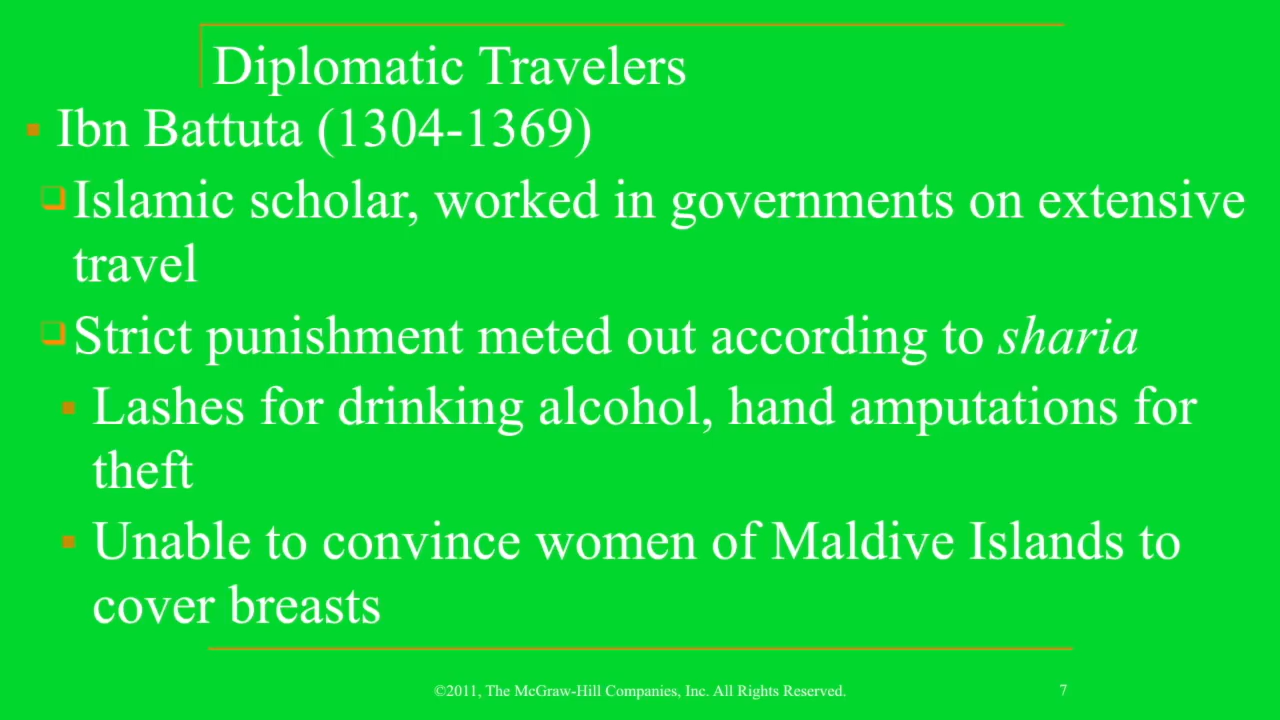 Diplomatic Travelers
▪ Ibn Battuta (1304-1369)
❑ Islamic scholar, worked in governments on extensive
travel
❑ Strict punishment meted out according to sharia
▪ Lashes for drinking alcohol, hand amputations for
theft
▪ Unable to convince women of Maldive Islands to
cover breasts
©2011, The McGraw-Hill Companies, Inc. All Rights Reserved.
7